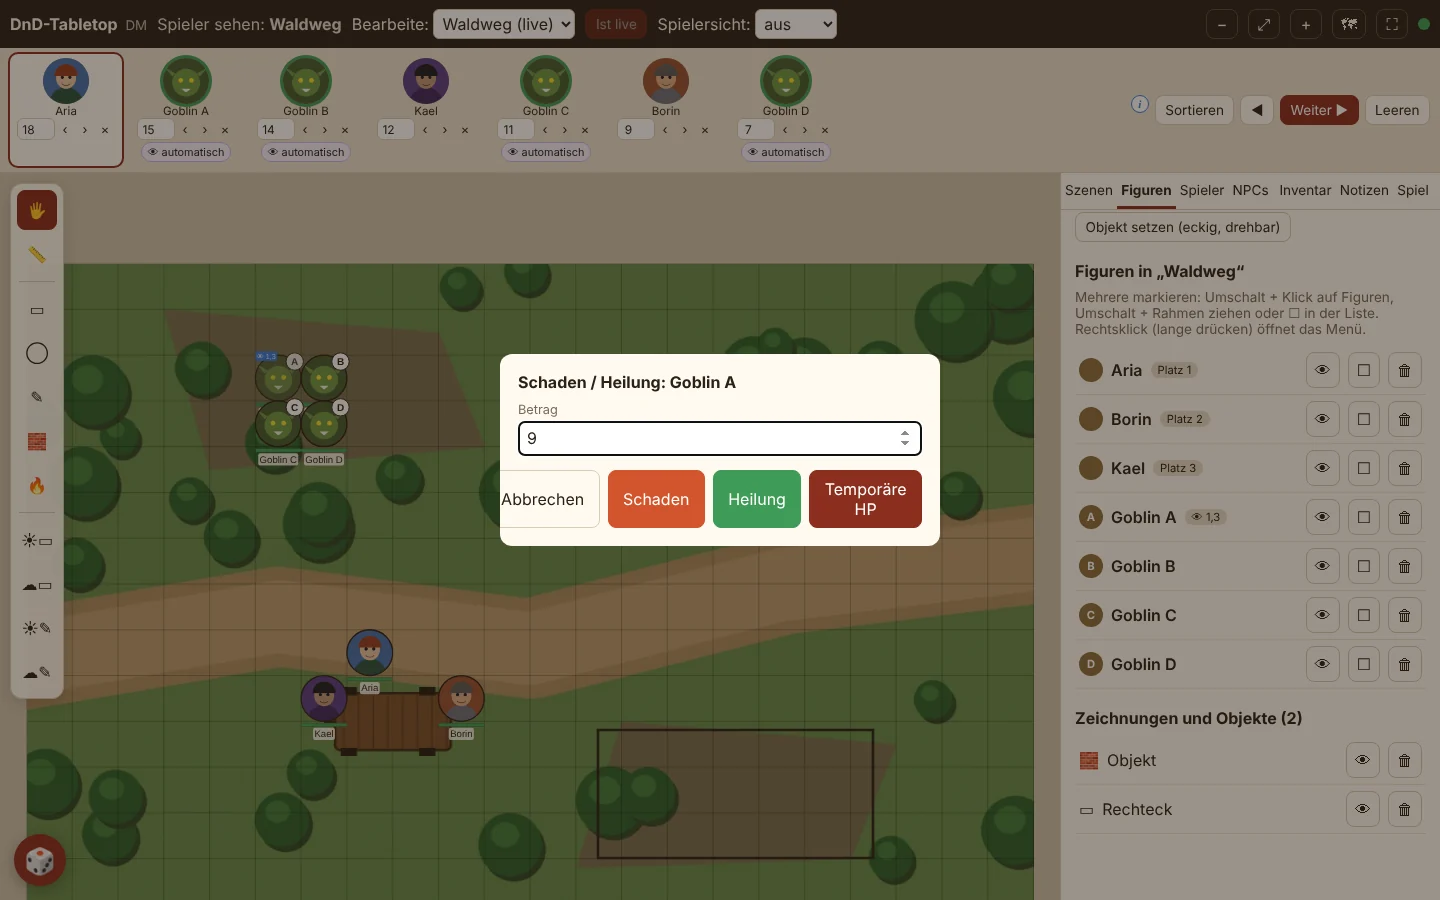 DnD-Tabletop DM Spieler sehen: Waldweg Bearbeite: Waldweg (live) Ist live Spielersicht: aus
Aria
18
Goblin A
15
automatisch
Goblin B
14
automatisch
Kael
12
Goblin C
11
automatisch
Borin
9
Goblin D
7
automatisch
Sortieren
Weiter
Leeren
Szenen Figuren Spieler NPCs Inventar Notizen Spiel
Objekt setzen (eckig, drehbar)
Figuren in „Waldweg“
Mehrere markieren: Umschalt + Klick auf Figuren,
Umschalt + Rahmen ziehen oder ☐ in der Liste.
Rechtsklick (lange drücken) öffnet das Menü.
Aria Platz 1
Borin Platz 2
Kael Platz 3
A Goblin A 1,3
B Goblin B
C Goblin C
D Goblin D
Zeichnungen und Objekte (2)
Objekt
Rechteck
1,3
A
B
C
D
Goblin C
Goblin D
Aria
Kael
Borin
Schaden / Heilung: Goblin A
Betrag
9
Abbrechen
Schaden
Heilung
Temporäre
HP